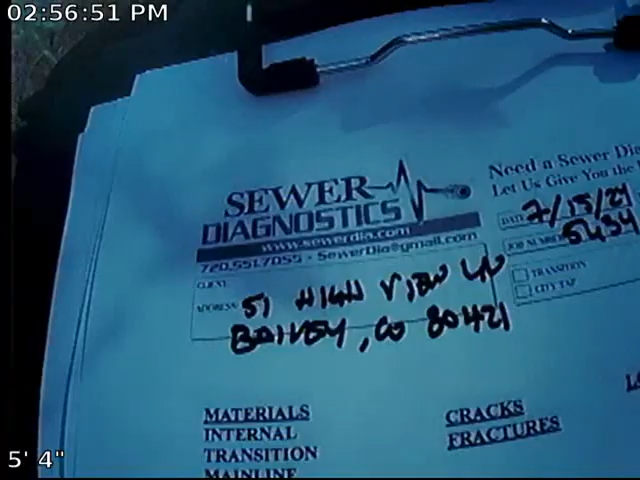 02:56:51 PM
Need a Sewer Dia
Let Us Give You the
SEWER
DIAGNOSTICS
www.sewerdia.com
720.551.7055 - SewerDia@gmail.com
DATE 7/15/21
JOB NUMBER 5434
CLIENT
ADDRESS 51 HIGH VIEW LN
BAILEY, CO 80421
TRANSITION
CITY TAP
MATERIALS
INTERNAL
TRANSITION
MAINLINE
CRACKS
FRACTURES
5' 4"